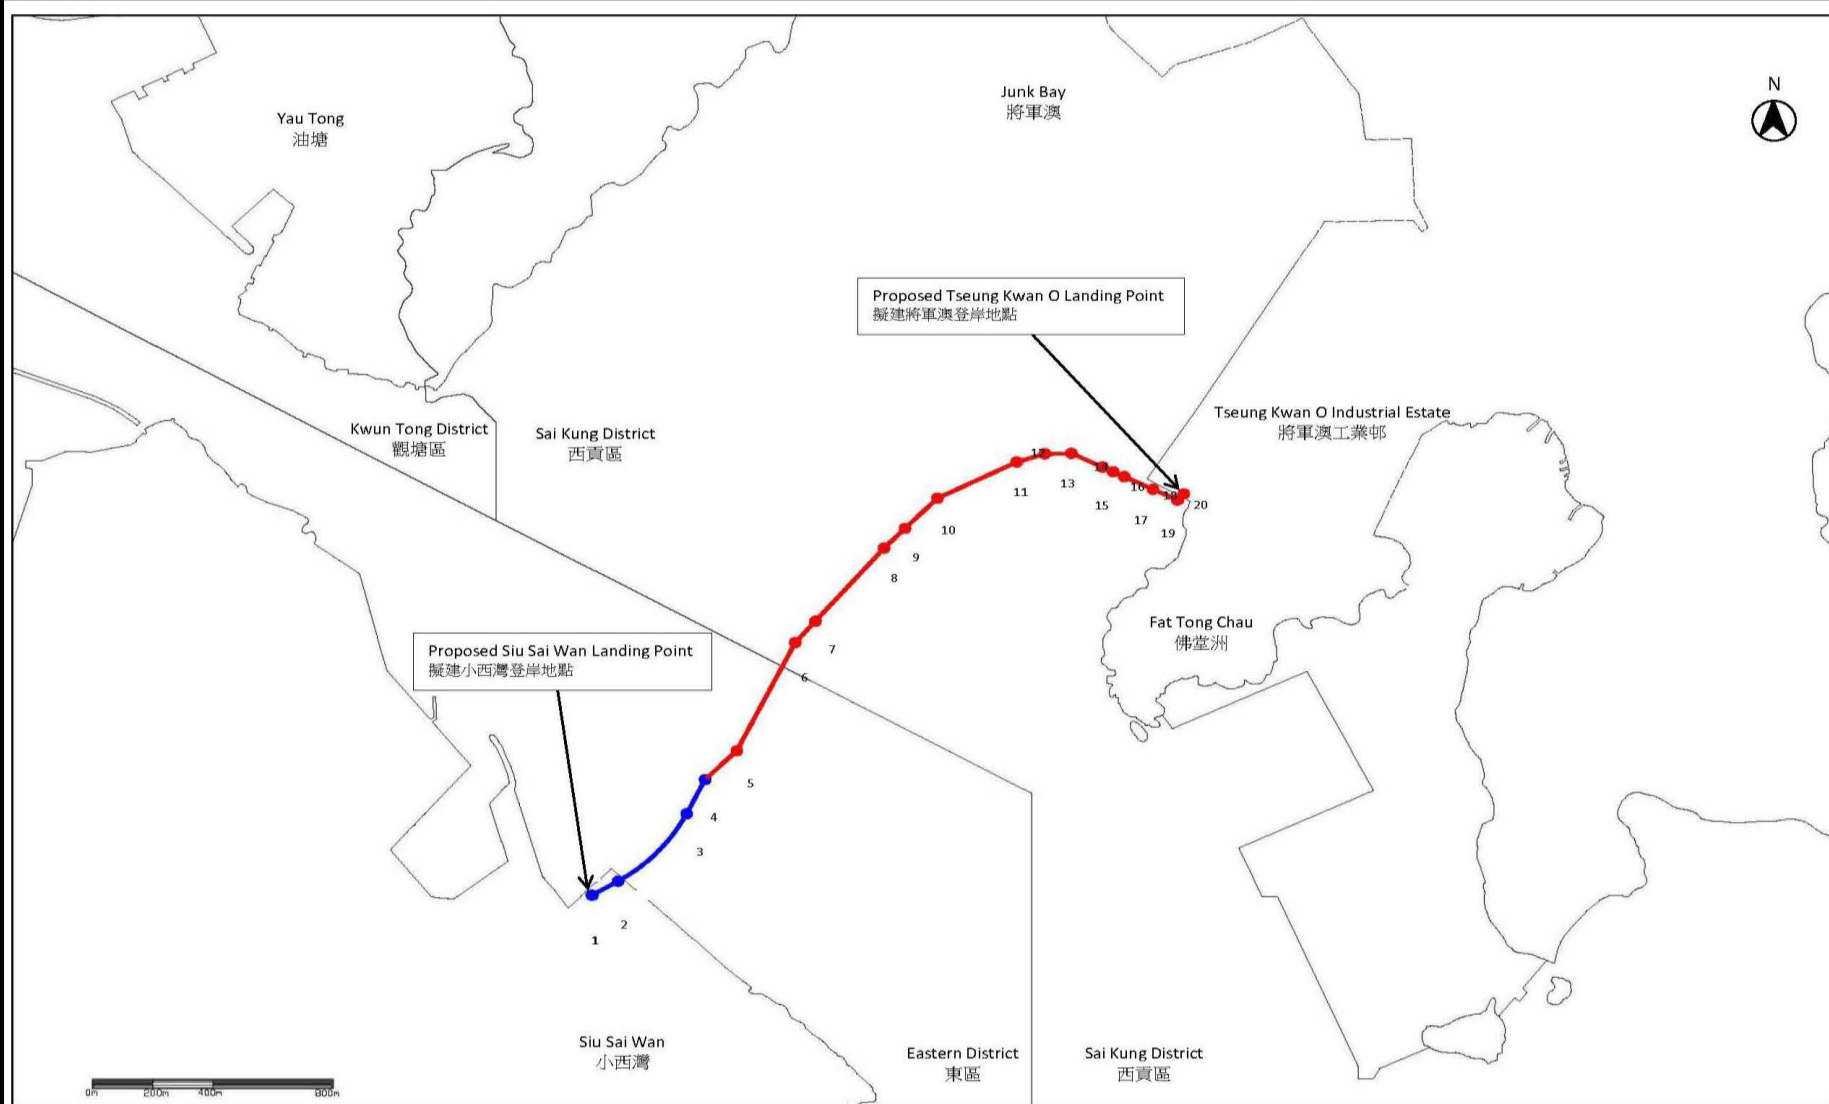 N
Junk Bay
將軍澳
Yau Tong
油塘
Proposed Tseung Kwan O Landing Point
擬建將軍澳登岸地點
Tseung Kwan O Industrial Estate
將軍澳工業邨
Kwun Tong District
觀塘區
Sai Kung District
西貢區
12
14
11
13
15
16
17
18
19
20
10
9
8
7
6
5
4
3
2
1
Fat Tong Chau
佛堂洲
Proposed Siu Sai Wan Landing Point
擬建小西灣登岸地點
Siu Sai Wan
小西灣
Eastern District
東區
Sai Kung District
西貢區
0m 200m 400m 800m